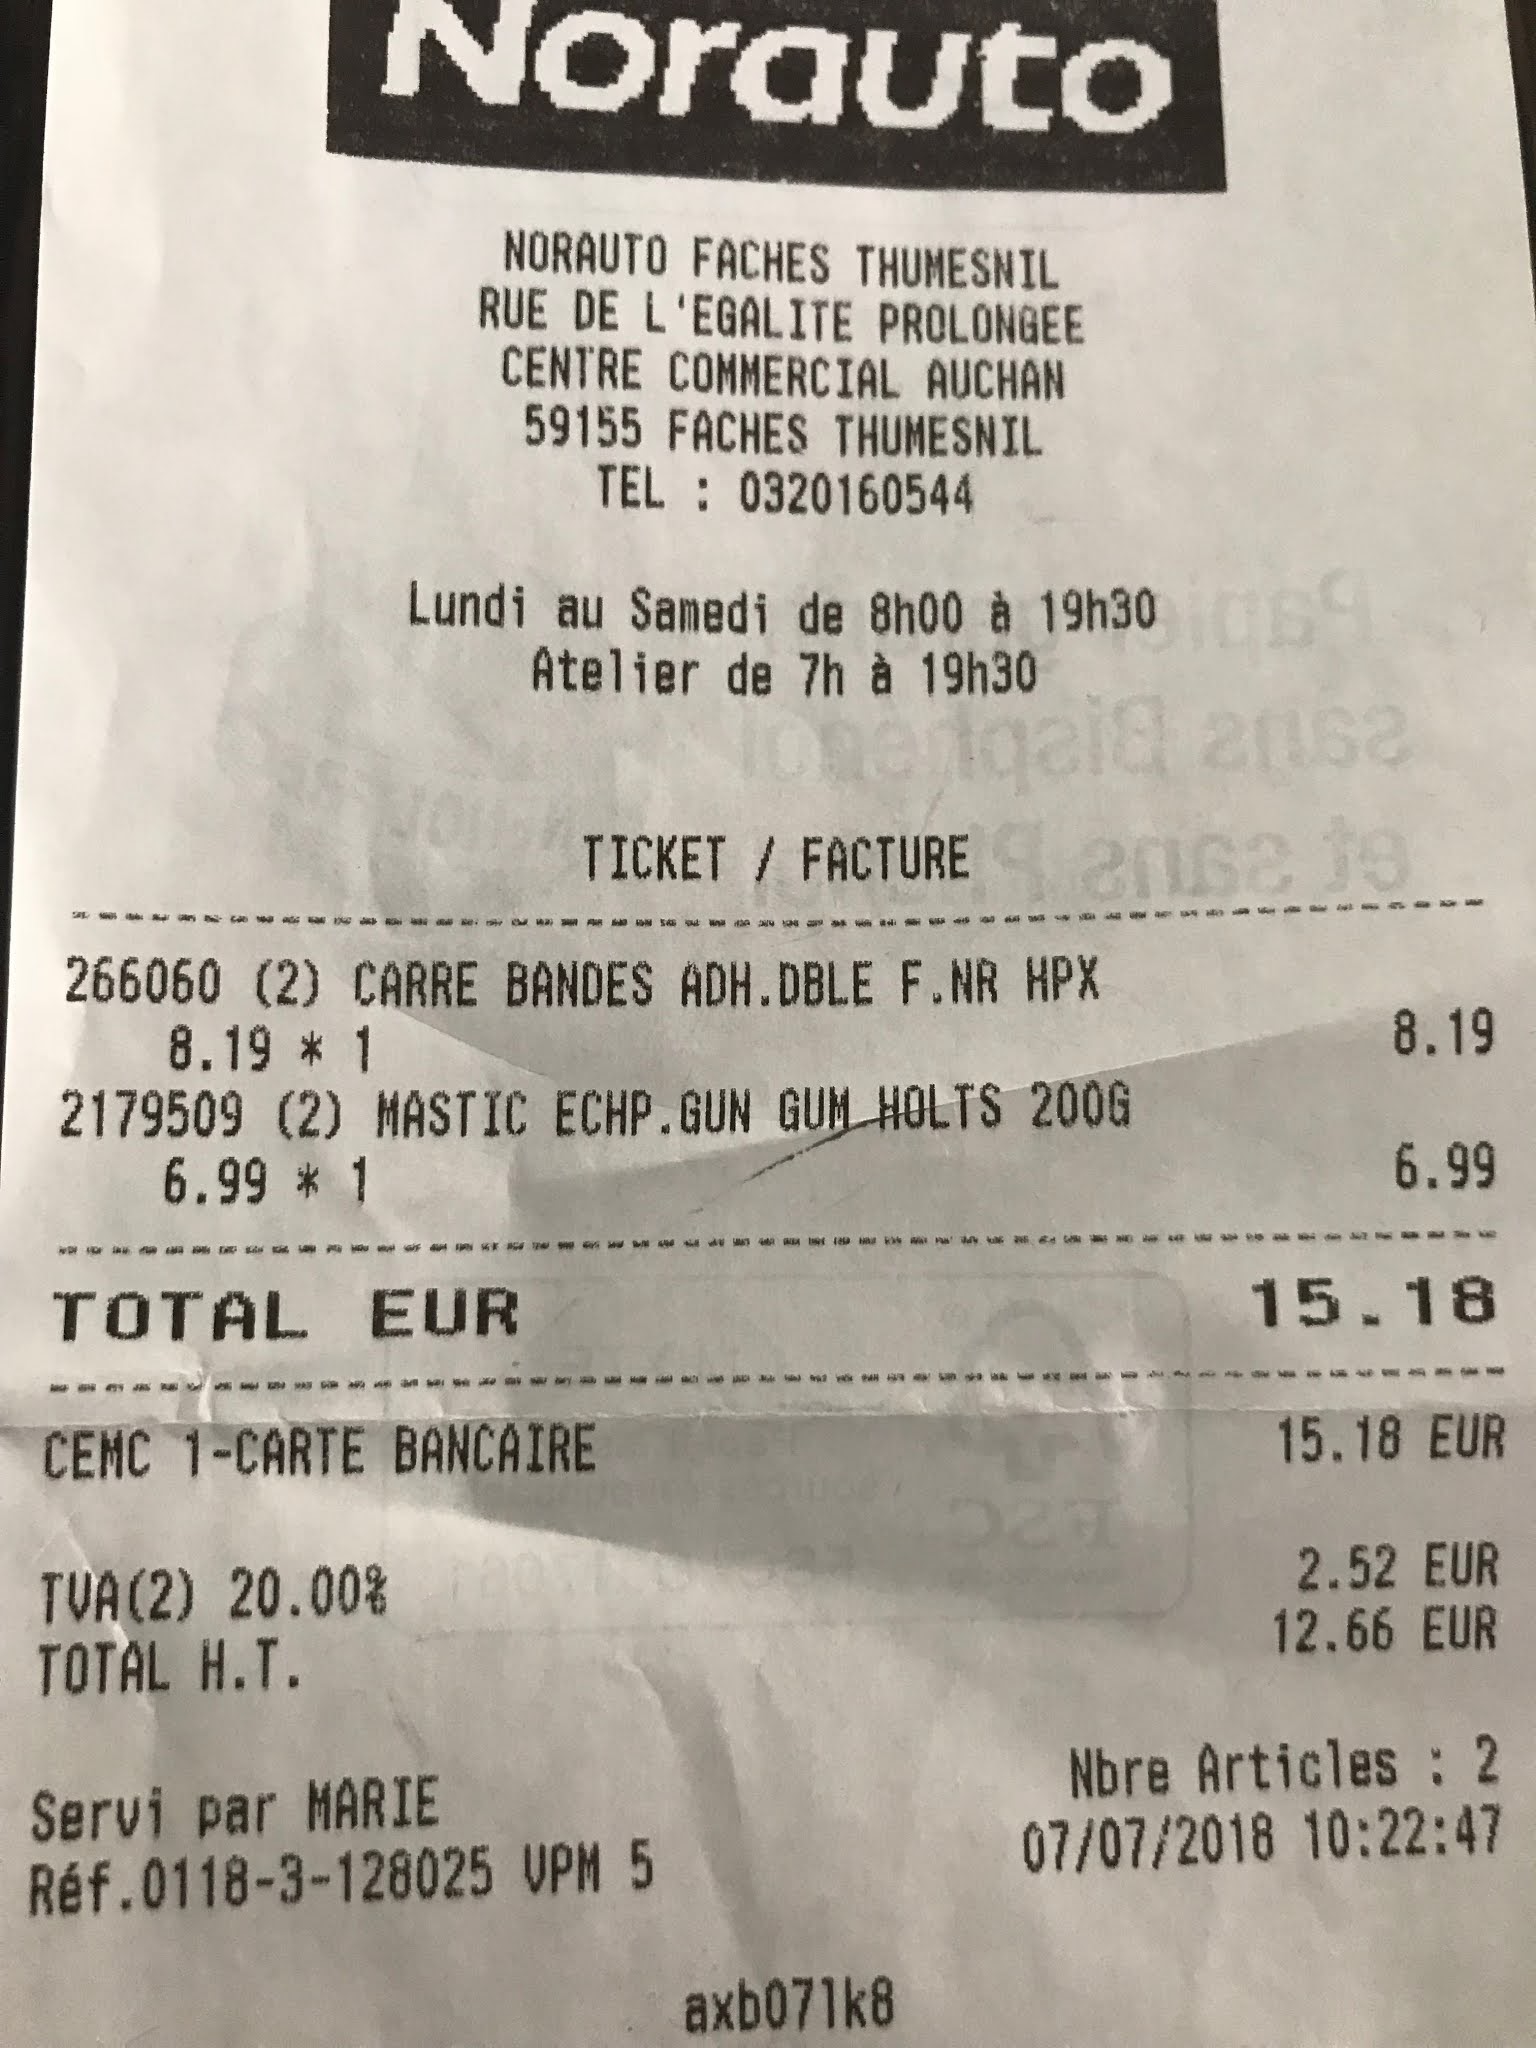 Norauto
NORAUTO FACHES THUMESNIL
RUE DE L'EGALITE PROLONGEE
CENTRE COMMERCIAL AUCHAN
59155 FACHES THUMESNIL
TEL : 0320160544
Lundi au Samedi de 8h00 à 19h30
Atelier de 7h à 19h30
TICKET / FACTURE
266060 (2) CARRE BANDES ADH.DBLE F.NR HPX
8.19 * 1 8.19
2179509 (2) MASTIC ECHP.GUN GUM HOLTS 200G
6.99 * 1 6.99
TOTAL EUR 15.18
CEMC 1-CARTE BANCAIRE 15.18 EUR
TVA(2) 20.00% 2.52 EUR
TOTAL H.T. 12.66 EUR
Nbre Articles : 2
Servi par MARIE
07/07/2018 10:22:47
Réf.0118-3-128025 VPM 5
axb07lk8